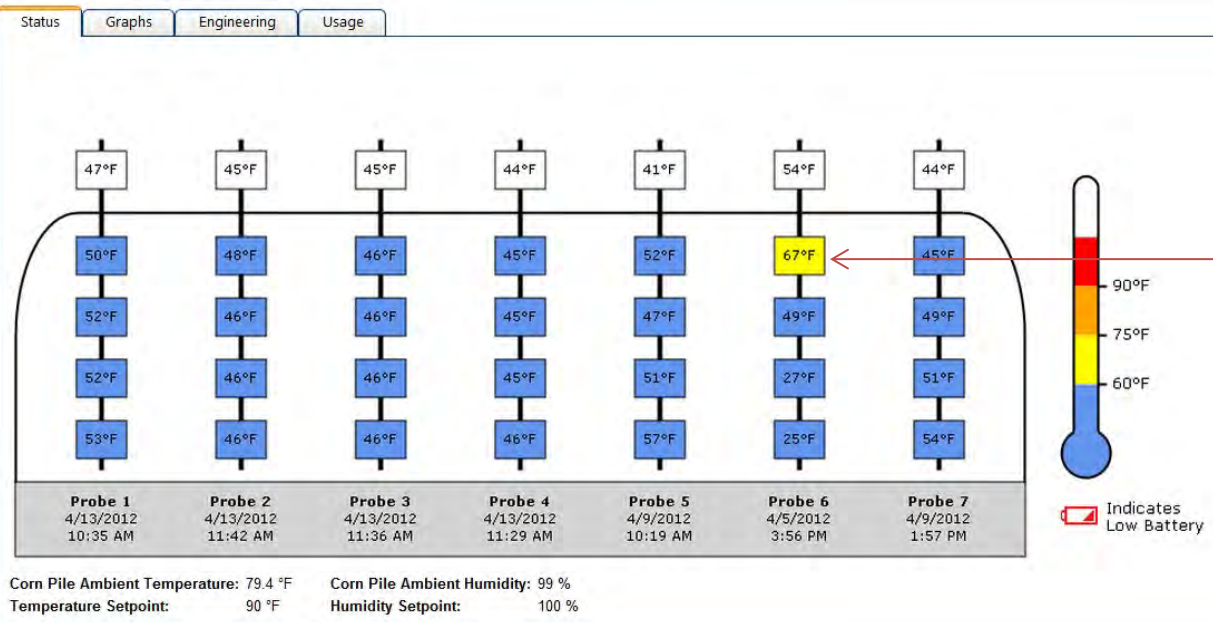 Status Graphs Engineering Usage
47°F 45°F 45°F 44°F 41°F 54°F 44°F
50°F 48°F 46°F 45°F 52°F 67°F 45°F
90°F
52°F 46°F 46°F 45°F 47°F 49°F 49°F
75°F
52°F 46°F 46°F 45°F 51°F 27°F 51°F
60°F
53°F 46°F 46°F 46°F 57°F 25°F 54°F
Probe 1 Probe 2 Probe 3 Probe 4 Probe 5 Probe 6 Probe 7
4/13/2012 4/13/2012 4/13/2012 4/13/2012 4/9/2012 4/5/2012 4/9/2012
10:35 AM 11:42 AM 11:36 AM 11:29 AM 10:19 AM 3:56 PM 1:57 PM
Indicates
Low Battery
Corn Pile Ambient Temperature: 79.4 °F Corn Pile Ambient Humidity: 99 %
Temperature Setpoint: 90 °F Humidity Setpoint: 100 %